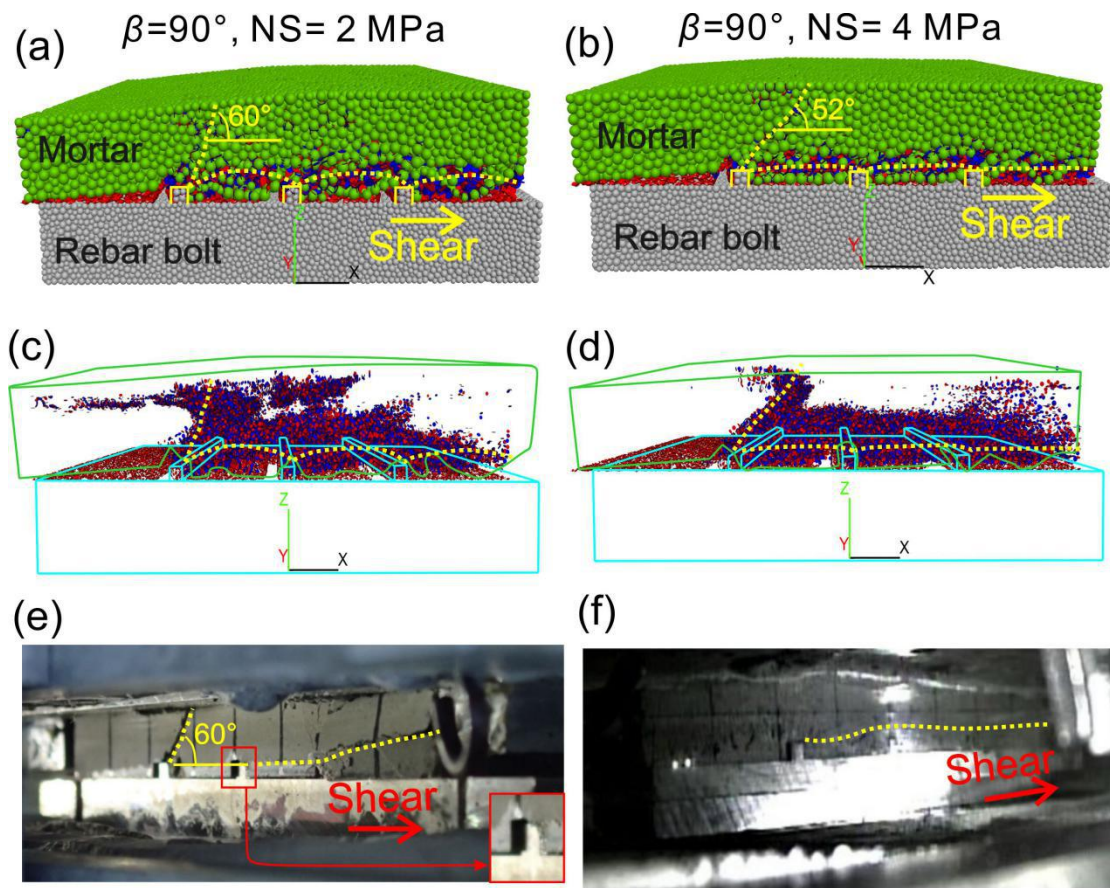 (a)
β=90°, NS= 2 MPa
(b)
β=90°, NS= 4 MPa
60°
Mortar
Rebar bolt
Shear
Z
Y
X
52°
Mortar
Rebar bolt
Shear
Z
Y
X
(c)
Z
Y
X
(d)
Z
Y
X
(e)
60°
Shear
(f)
Shear